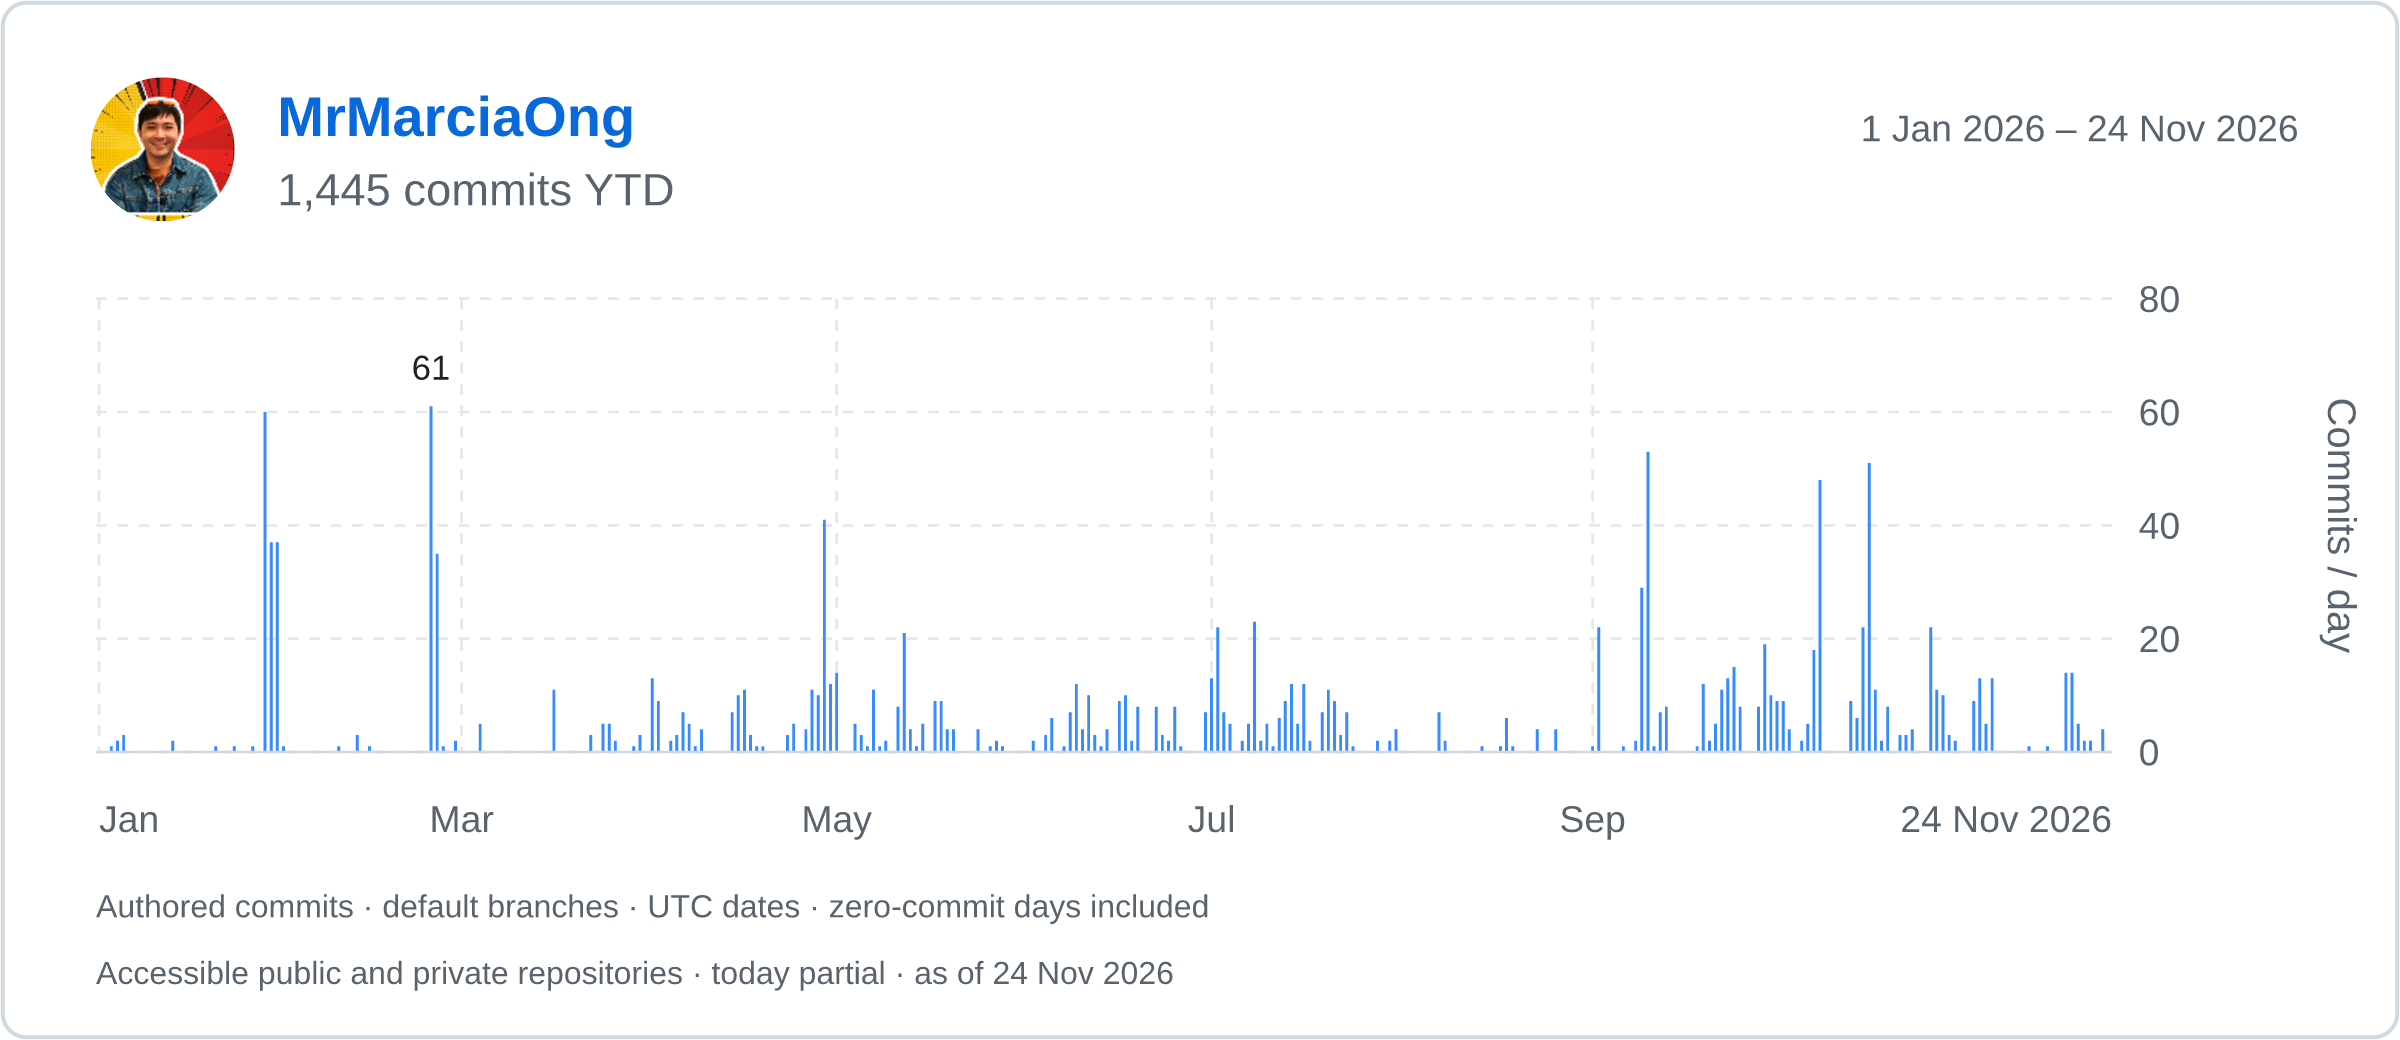 MrMarciaOng
1,445 commits YTD
1 Jan 2026 – 24 Nov 2026
80
61
60
40
20
0
Commits / day
Jan Mar May Jul Sep 24 Nov 2026
Authored commits · default branches · UTC dates · zero-commit days included
Accessible public and private repositories · today partial · as of 24 Nov 2026